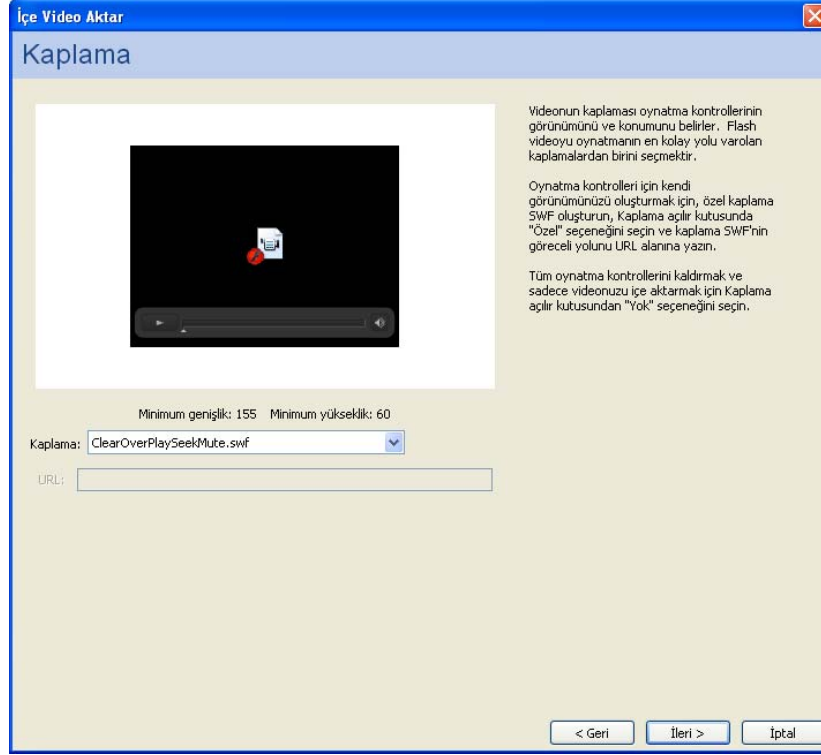 İçe Video Aktar
Kaplama
Videonun kaplaması oynatma kontrollerinin
görünümünü ve konumunu belirler. Flash
videoyu oynatmanın en kolay yolu varolan
kaplamalardan birini seçmektir.
Oynatma kontrolleri için kendi
görünümünüzü oluşturmak için, özel kaplama
SWF oluşturun, Kaplama açılır kutusunda
"Özel" seçeneğini seçin ve kaplama SWF'nin
göreceli yolunu URL alanına yazın.
Tüm oynatma kontrollerini kaldırmak ve
sadece videonuzu içe aktarmak için Kaplama
açılır kutusundan "Yok" seçeneğini seçin.
Minimum genişlik: 155 Minimum yükseklik: 60
Kaplama: ClearOverPlaySeekMute.swf
URL:
< Geri İleri > İptal